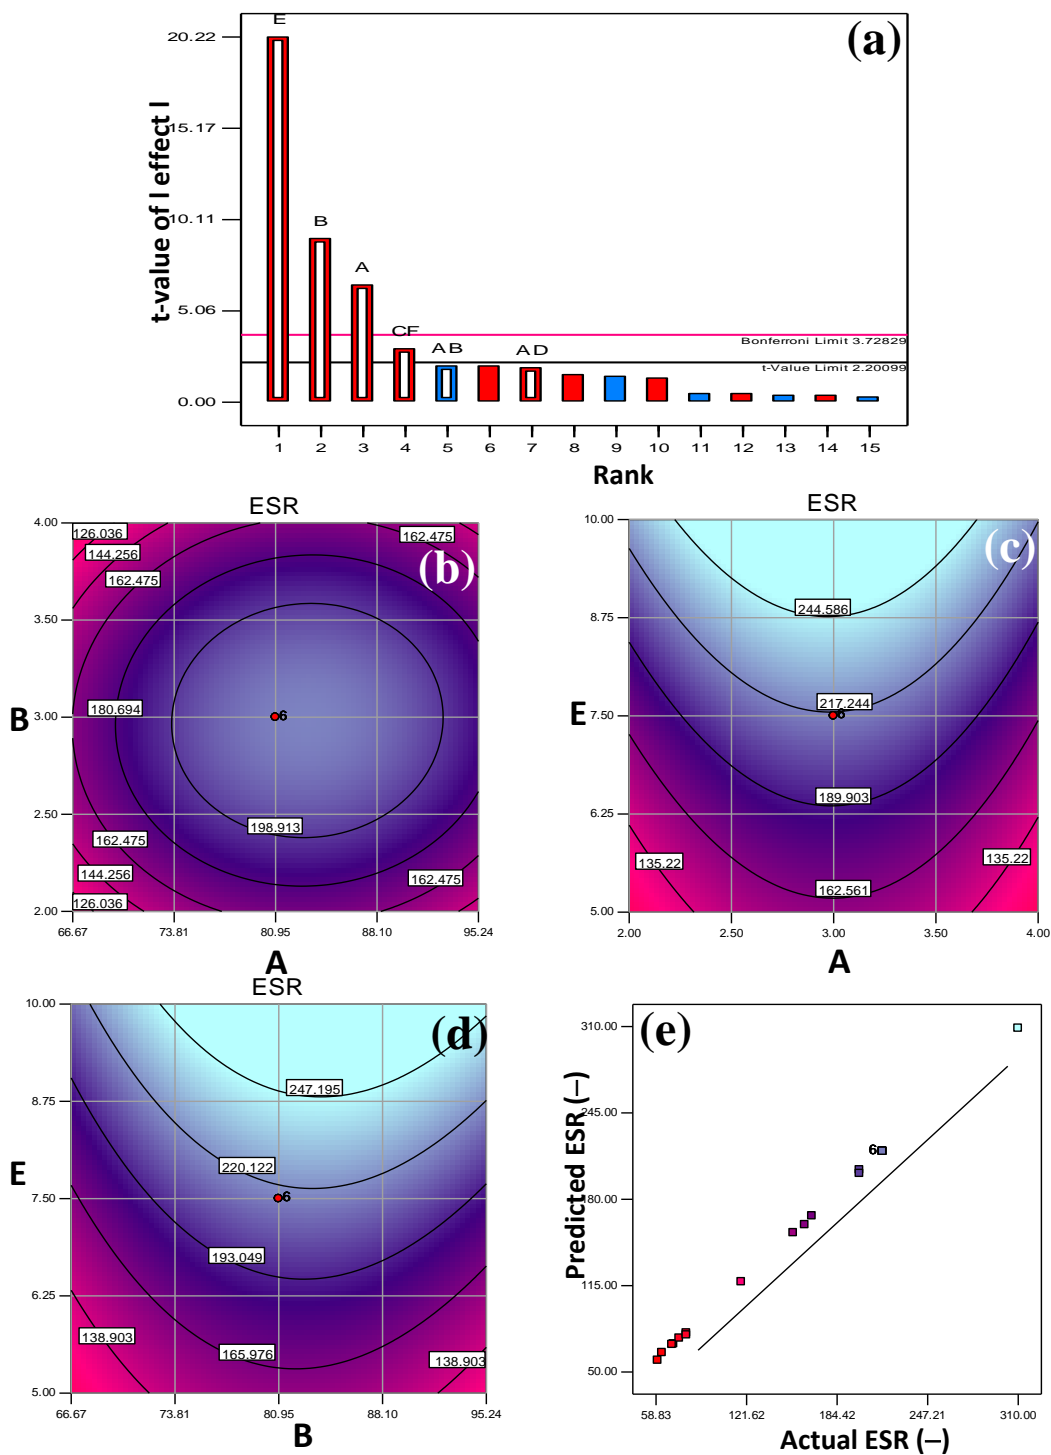 (a)
t-value of I effect I
20.22
15.17
10.11
5.06
0.00
E
B
A
CF
AB
AD
Bonferroni Limit 3.72829
t-Value Limit 2.20099
1 2 3 4 5 6 7 8 9 10 11 12 13 14 15
Rank
ESR
(b)
B
4.00
3.50
3.00
2.50
2.00
126.036
144.256
162.475
162.475
180.694
6
198.913
162.475
144.256
126.036
162.475
66.67 73.81 80.95 88.10 95.24
A
ESR
(c)
E
10.00
8.75
7.50
6.25
5.00
244.586
217.244
6
189.903
135.22
162.561
135.22
2.00 2.50 3.00 3.50 4.00
A
ESR
(d)
E
10.00
8.75
7.50
6.25
5.00
247.195
220.122
6
193.049
138.903
165.976
138.903
66.67 73.81 80.95 88.10 95.24
B
(e)
Predicted ESR (–)
310.00
245.00
180.00
115.00
50.00
6
58.83 121.62 184.42 247.21 310.00
Actual ESR (–)